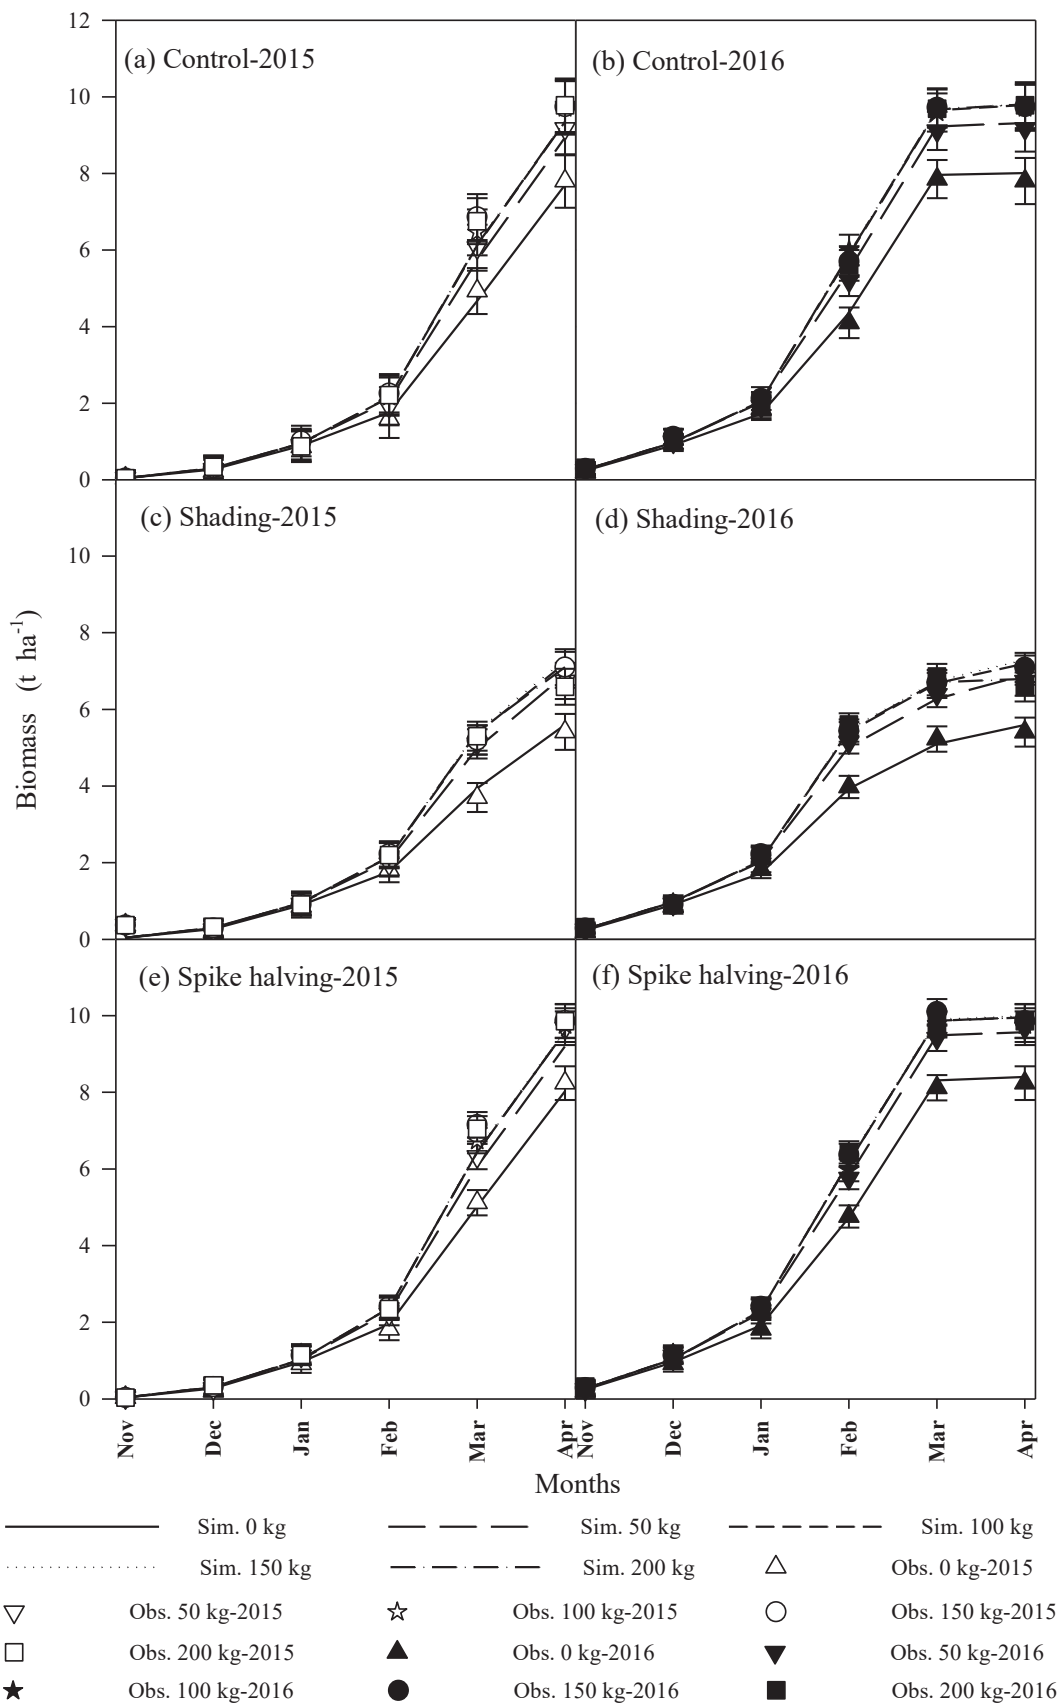 12
(a) Control-2015
(b) Control-2016
10
8
6
4
2
0
(c) Shading-2015
(d) Shading-2016
10
8
6
4
2
0
Biomass (t ha⁻¹)
(e) Spike halving-2015
(f) Spike halving-2016
10
8
6
4
2
0
Nov Dec Jan Feb Mar Apr Nov Dec Jan Feb Mar Apr
Months
Sim. 0 kg Sim. 50 kg Sim. 100 kg
Sim. 150 kg Sim. 200 kg Obs. 0 kg-2015
Obs. 50 kg-2015 Obs. 100 kg-2015 Obs. 150 kg-2015
Obs. 200 kg-2015 Obs. 0 kg-2016 Obs. 50 kg-2016
Obs. 100 kg-2016 Obs. 150 kg-2016 Obs. 200 kg-2016